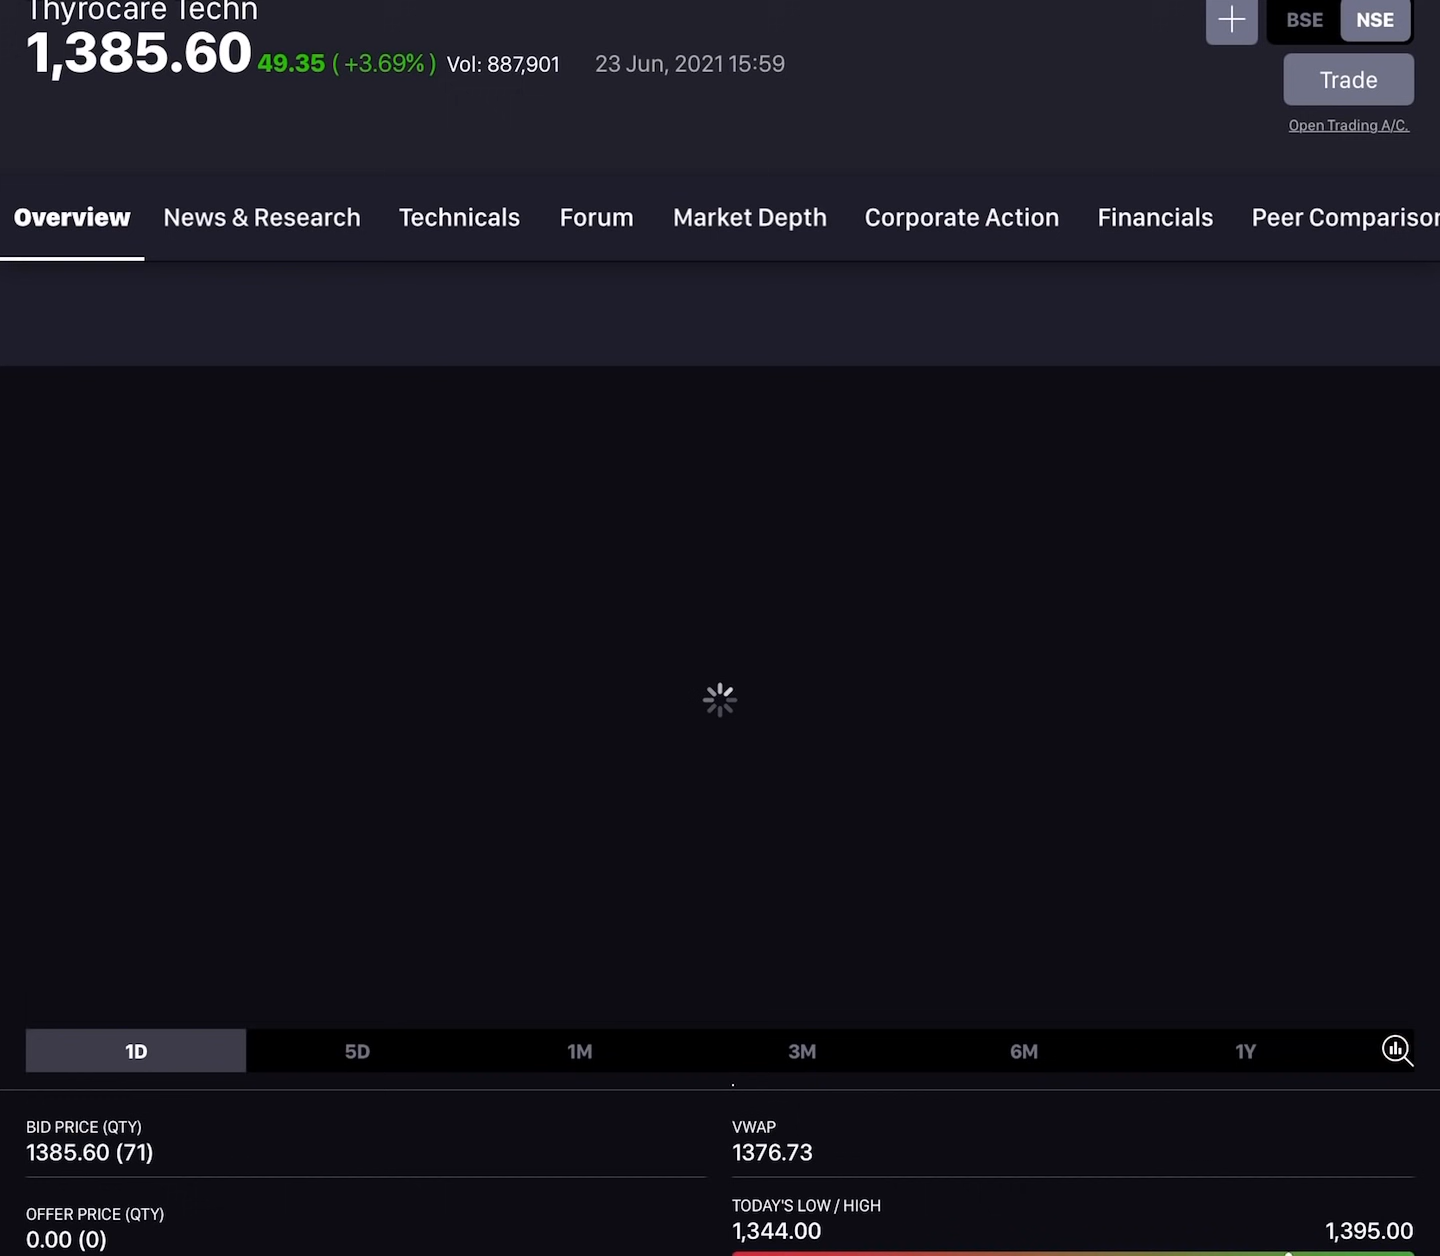 Thyrocare Techn
1,385.60 49.35 ( +3.69% ) Vol: 887,901 23 Jun, 2021 15:59
BSE NSE
Trade
Open Trading A/C.
Overview News & Research Technicals Forum Market Depth Corporate Action Financials Peer Comparison
1D 5D 1M 3M 6M 1Y
BID PRICE (QTY)
1385.60 (71)
VWAP
1376.73
OFFER PRICE (QTY)
0.00 (0)
TODAY'S LOW / HIGH
1,344.00 1,395.00